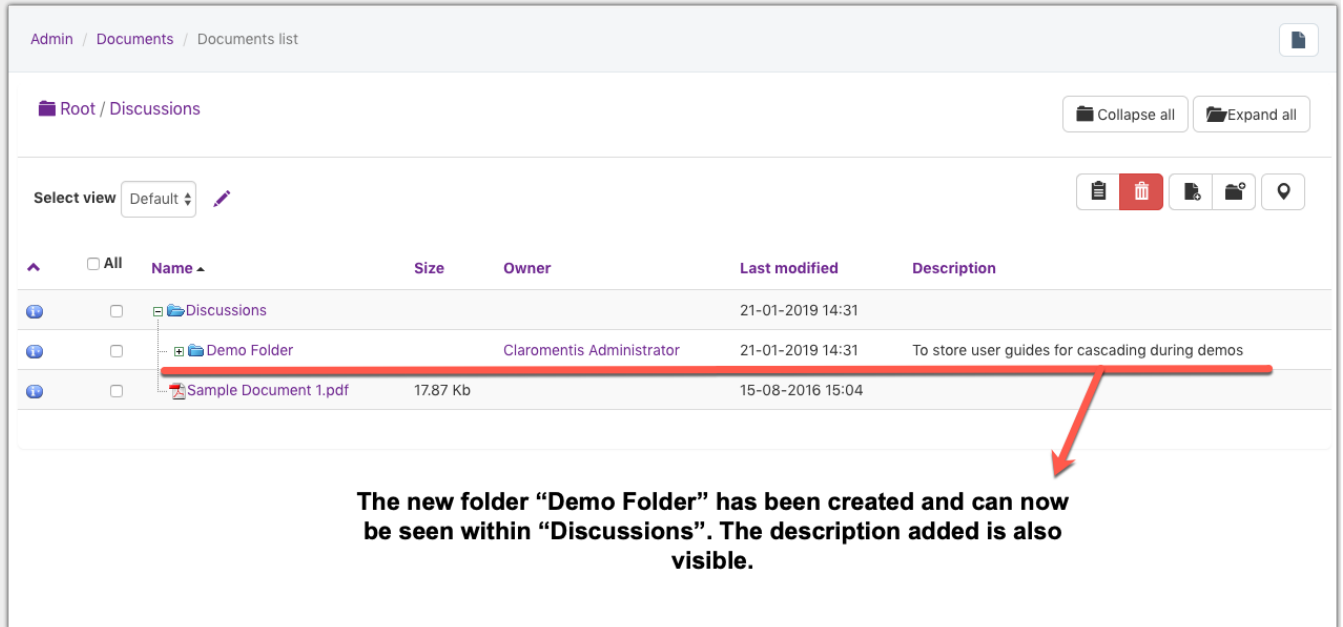 Admin / Documents / Documents list
Root / Discussions
Collapse all
Expand all
Select view Default
All Name Size Owner Last modified Description
Discussions 21-01-2019 14:31
Demo Folder Claromentis Administrator 21-01-2019 14:31 To store user guides for cascading during demos
Sample Document 1.pdf 17.87 Kb 15-08-2016 15:04
The new folder “Demo Folder” has been created and can now
be seen within “Discussions”. The description added is also
visible.